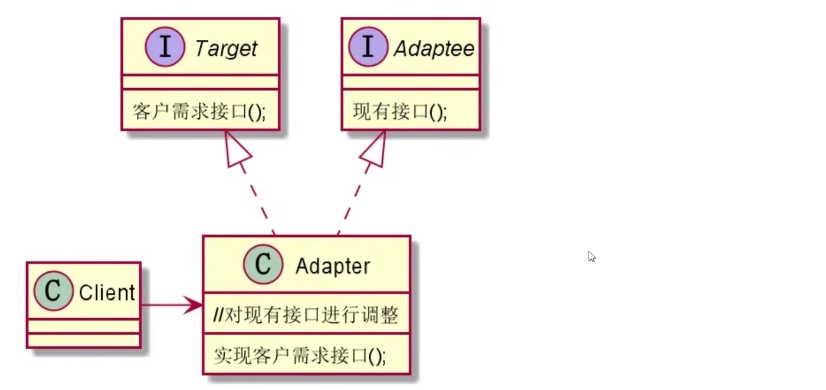 I Target
客户需求接口();
I Adaptee
现有接口();
C Client
C Adapter
//对现有接口进行调整
实现客户需求接口();